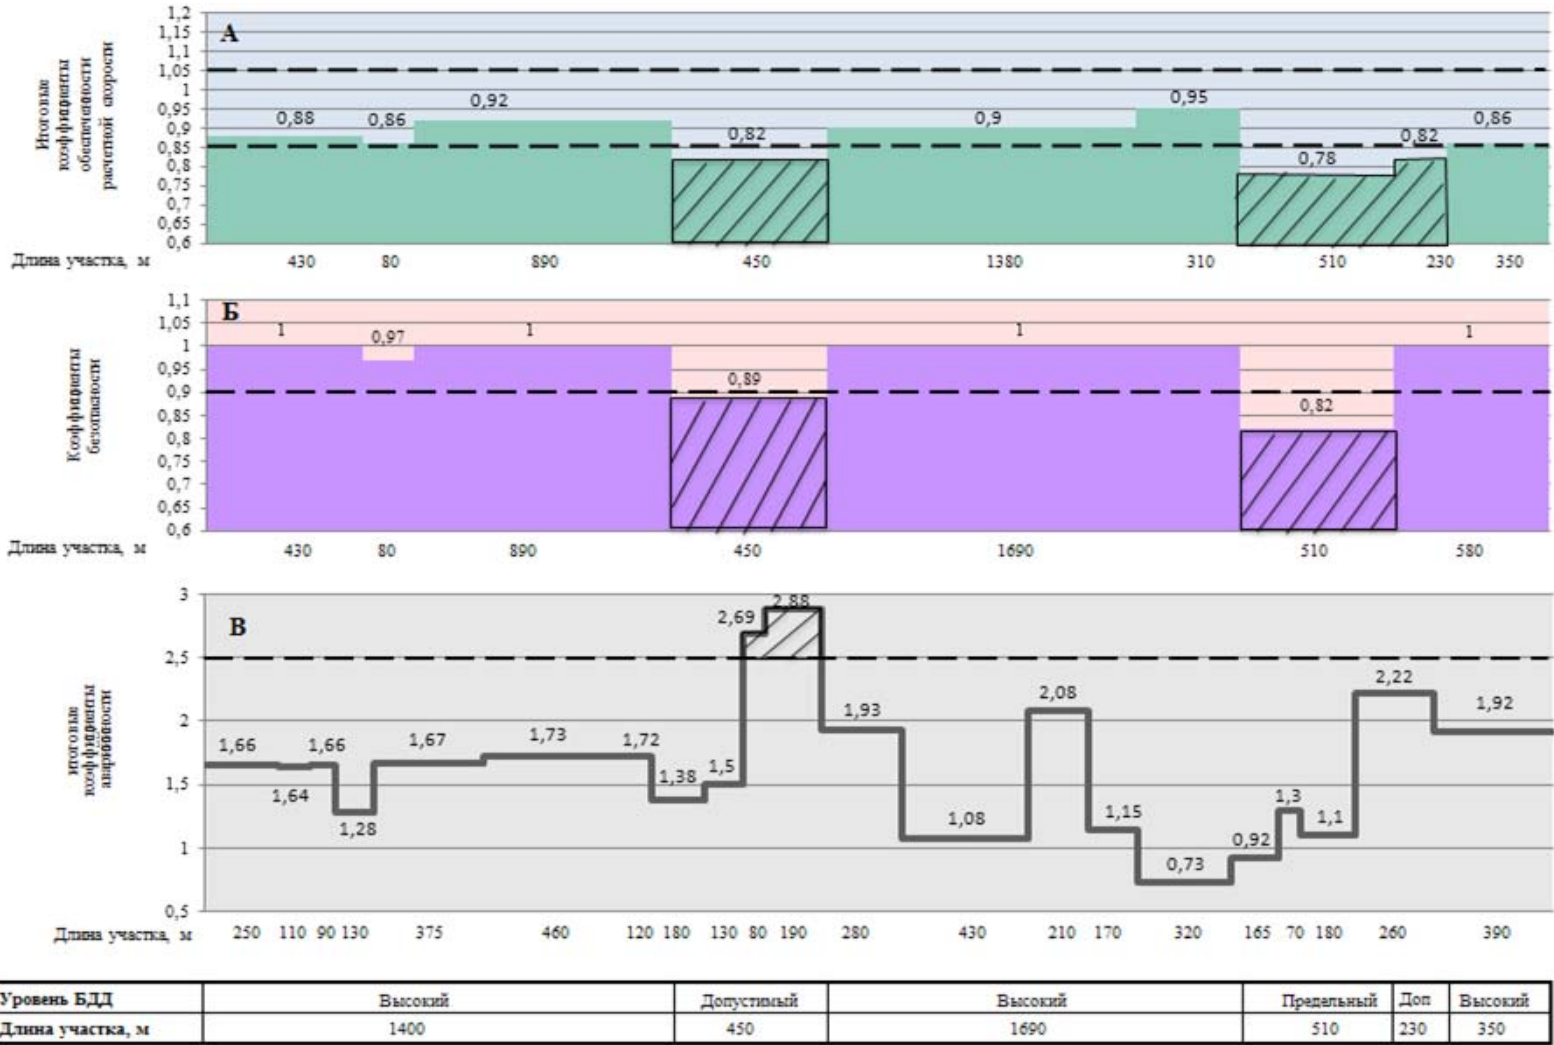 1,2
1,15
1,1
1,05
1
0,95
0,9
0,85
0,8
0,75
0,7
0,65
0,6
Итоговые
коэффициенты
обеспеченности
расчетной скорости
А
0,88 0,86 0,92 0,82 0,9 0,95 0,78 0,82 0,86
Длина участка, м 430 80 890 450 1380 310 510 230 350
1,1
1,05
1
0,95
0,9
0,85
0,8
0,75
0,7
0,65
0,6
Коэффициенты
безопасности
Б
1 0,97 1 0,89 1 0,82 1
Длина участка, м 430 80 890 450 1690 510 580
3
2,5
2
1,5
1
0,5
итоговые
коэффициенты
аварийности
В
1,66 1,64 1,66 1,28 1,67 1,73 1,72 1,38 1,5 2,69 2,88 1,93 1,08 2,08 1,15 0,73 0,92 1,3 1,1 2,22 1,92
Длина участка, м 250 110 90 130 375 460 120 180 130 80 190 280 430 210 170 320 165 70 180 260 390
Уровень БДД Высокий Допустимый Высокий Предельный Доп Высокий
Длина участка, м 1400 450 1690 510 230 350